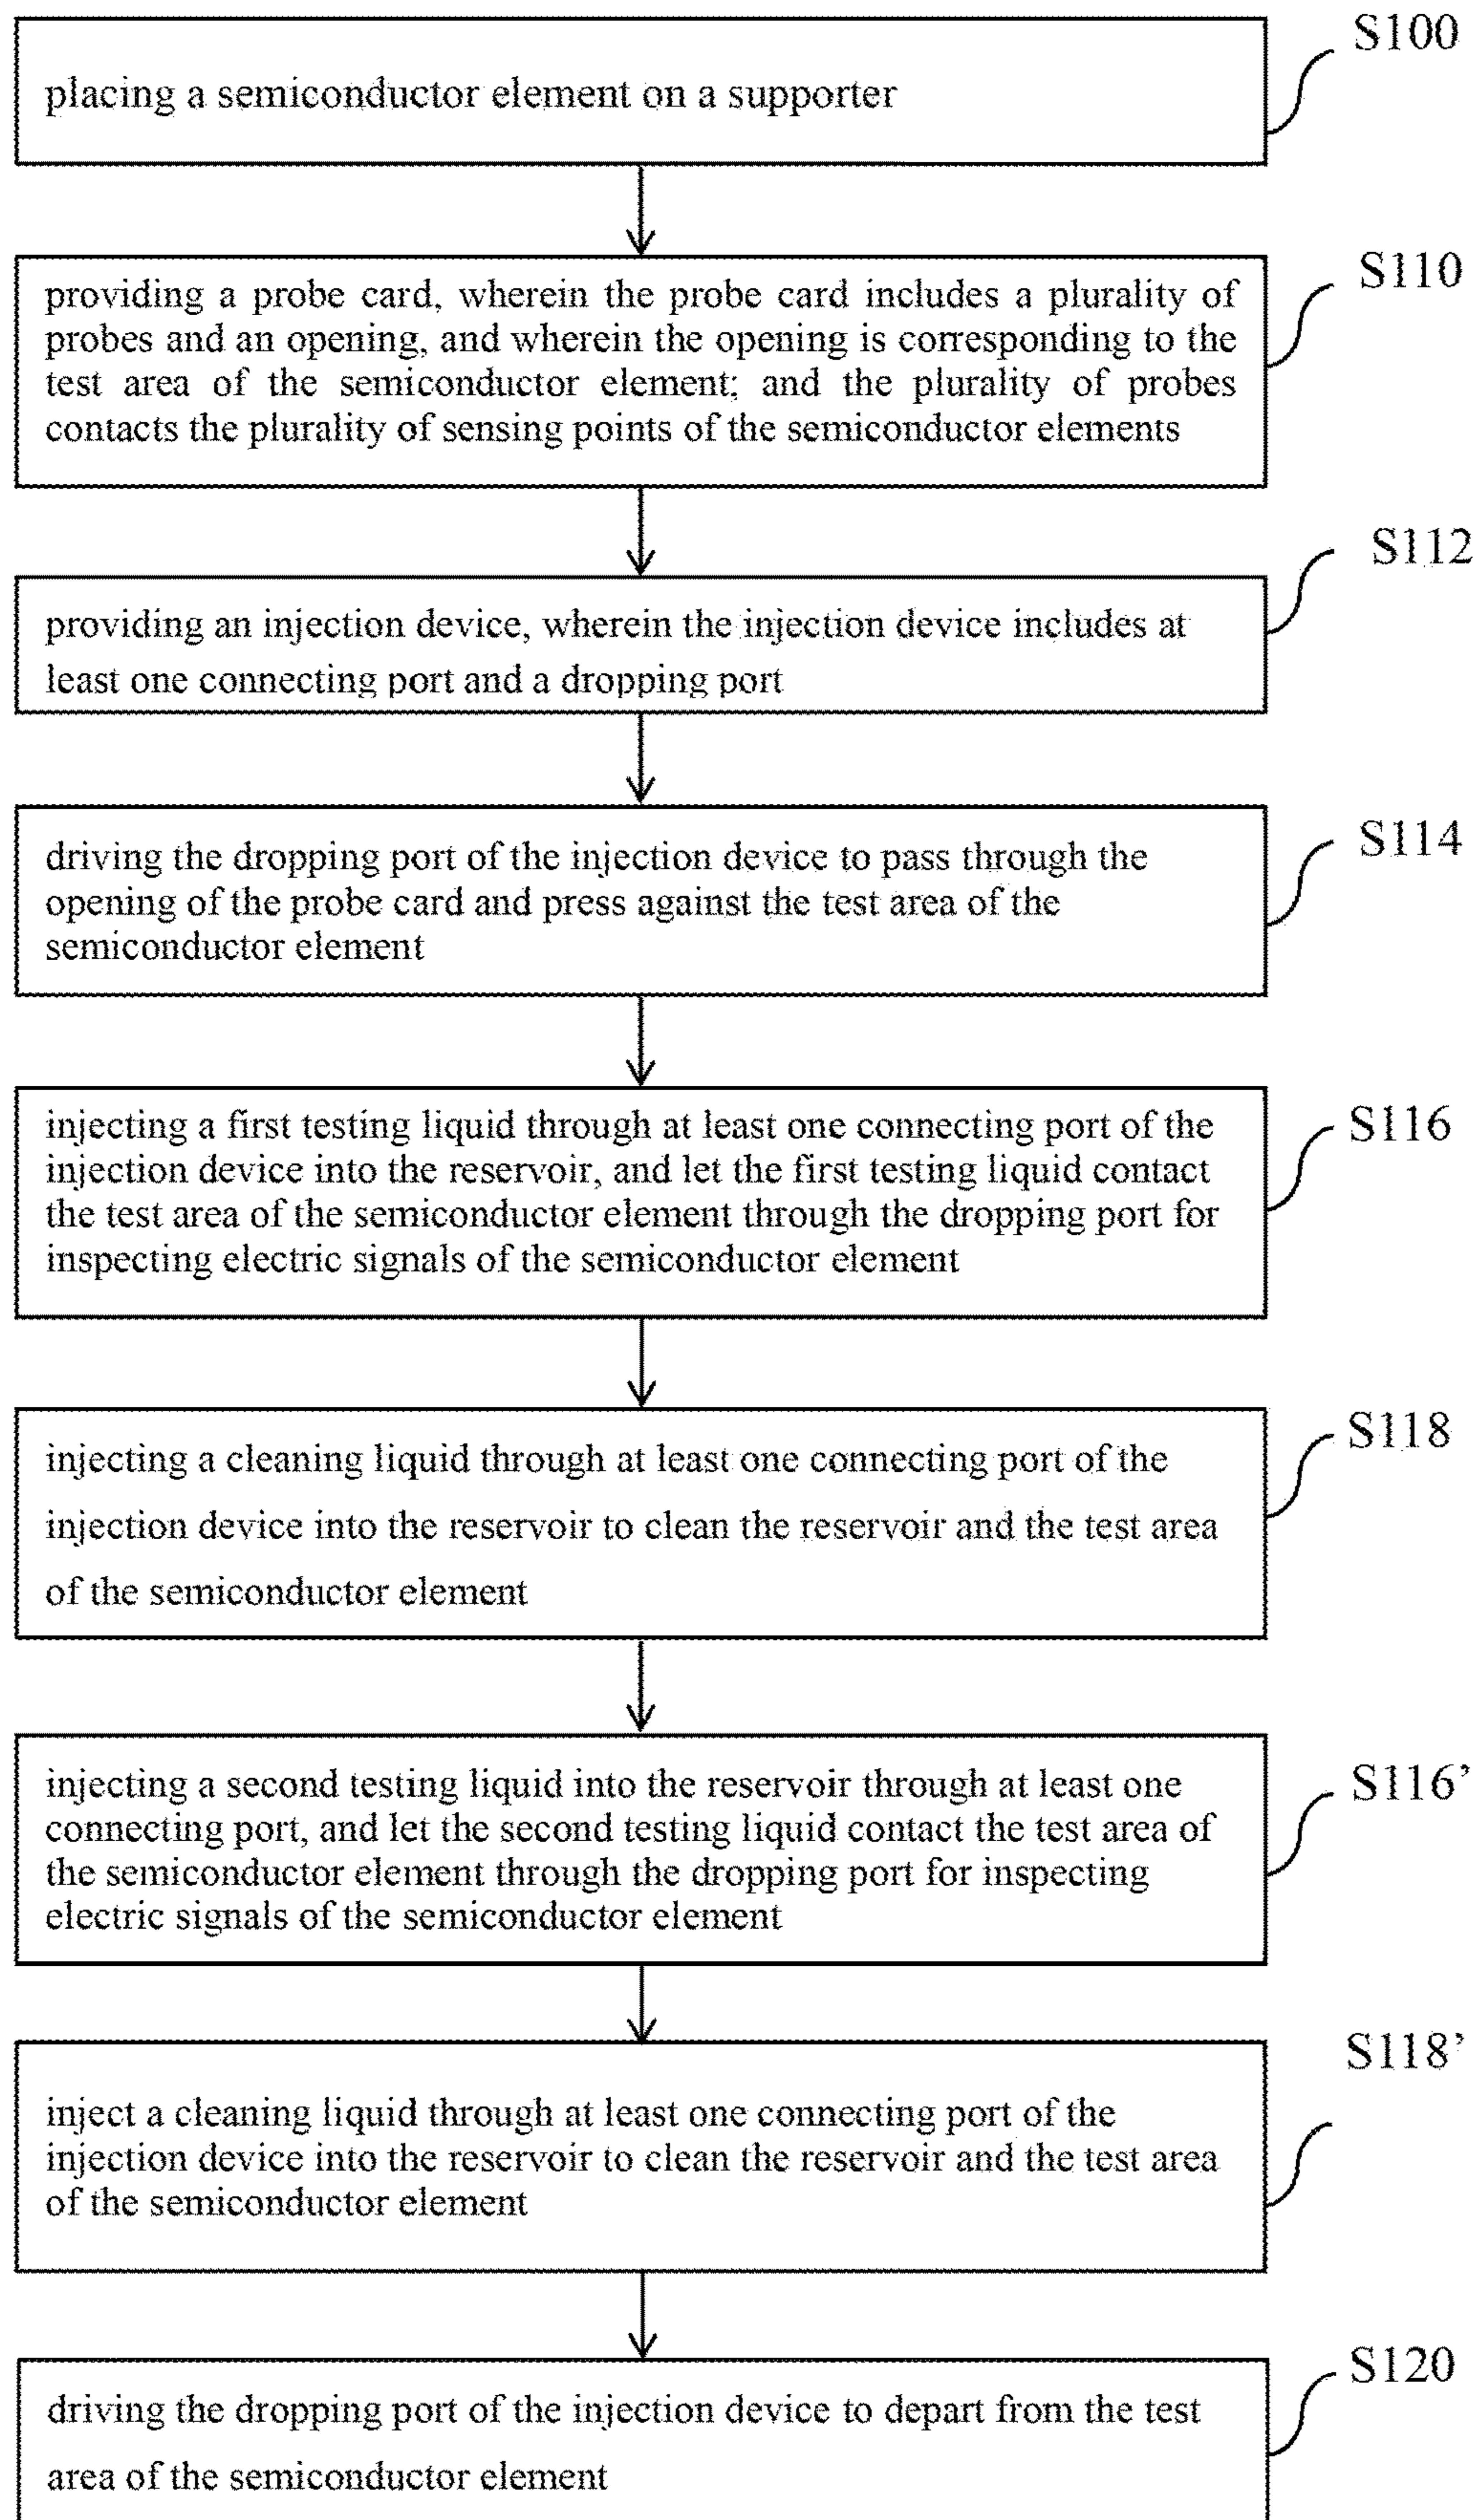 S100
placing a semiconductor element on a supporter
S110
providing a probe card, wherein the probe card includes a plurality of
probes and an opening, and wherein the opening is corresponding to the
test area of the semiconductor element; and the plurality of probes
contacts the plurality of sensing points of the semiconductor elements
S112
providing an injection device, wherein the injection device includes at
least one connecting port and a dropping port
S114
driving the dropping port of the injection device to pass through the
opening of the probe card and press against the test area of the
semiconductor element
S116
injecting a first testing liquid through at least one connecting port of the
injection device into the reservoir, and let the first testing liquid contact
the test area of the semiconductor element through the dropping port for
inspecting electric signals of the semiconductor element
S118
injecting a cleaning liquid through at least one connecting port of the
injection device into the reservoir to clean the reservoir and the test area
of the semiconductor element
S116’
injecting a second testing liquid into the reservoir through at least one
connecting port, and let the second testing liquid contact the test area of
the semiconductor element through the dropping port for inspecting
electric signals of the semiconductor element
S118’
inject a cleaning liquid through at least one connecting port of the
injection device into the reservoir to clean the reservoir and the test area
of the semiconductor element
S120
driving the dropping port of the injection device to depart from the test
area of the semiconductor element